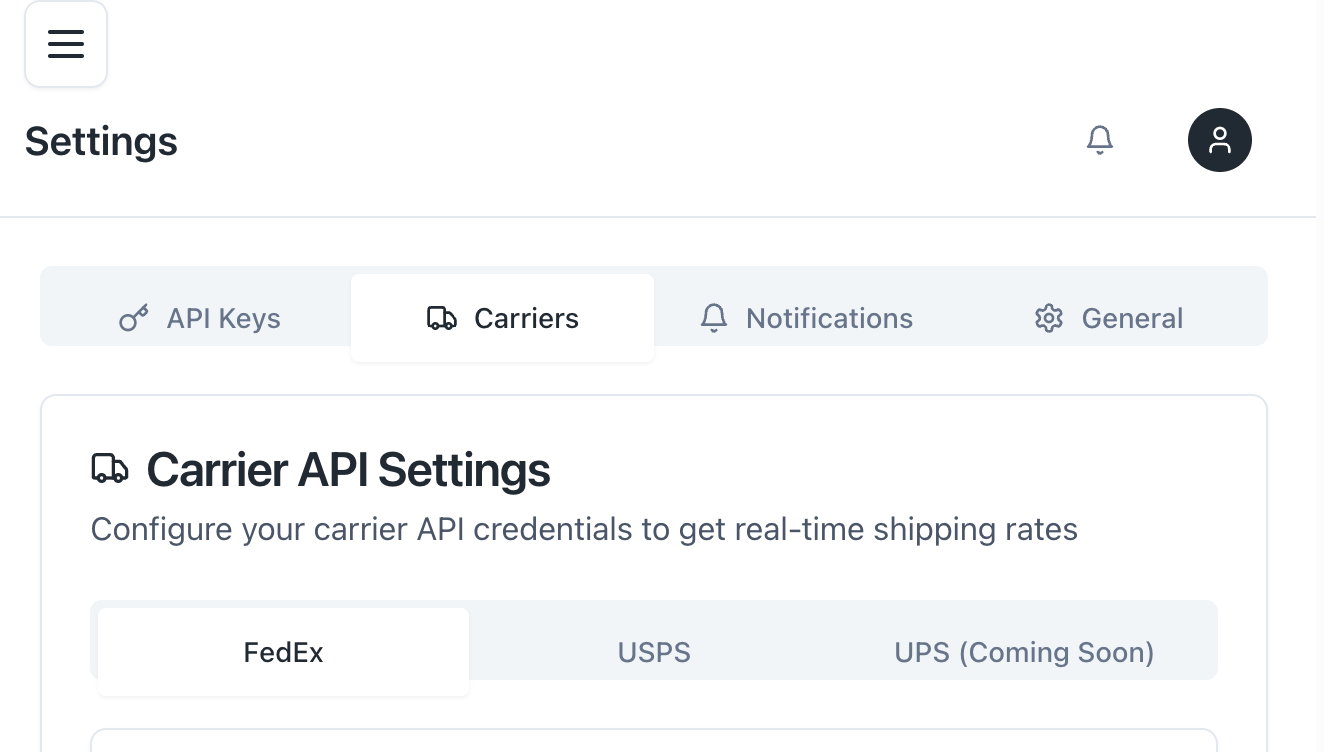 Settings
API Keys
Carriers
Notifications
General
Carrier API Settings
Configure your carrier API credentials to get real-time shipping rates
FedEx
USPS
UPS (Coming Soon)